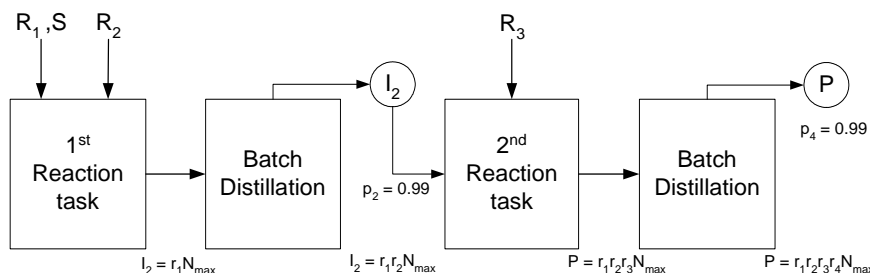 R₁,S
R₂
I₂
R₃
P
1ˢᵗ
Reaction
task
Batch
Distillation
p₂ = 0.99
2ⁿᵈ
Reaction
task
Batch
Distillation
p₄ = 0.99
I₂ = r₁Nₘₐₓ
I₂ = r₁r₂Nₘₐₓ
P = r₁r₂r₃Nₘₐₓ
P = r₁r₂r₃r₄Nₘₐₓ